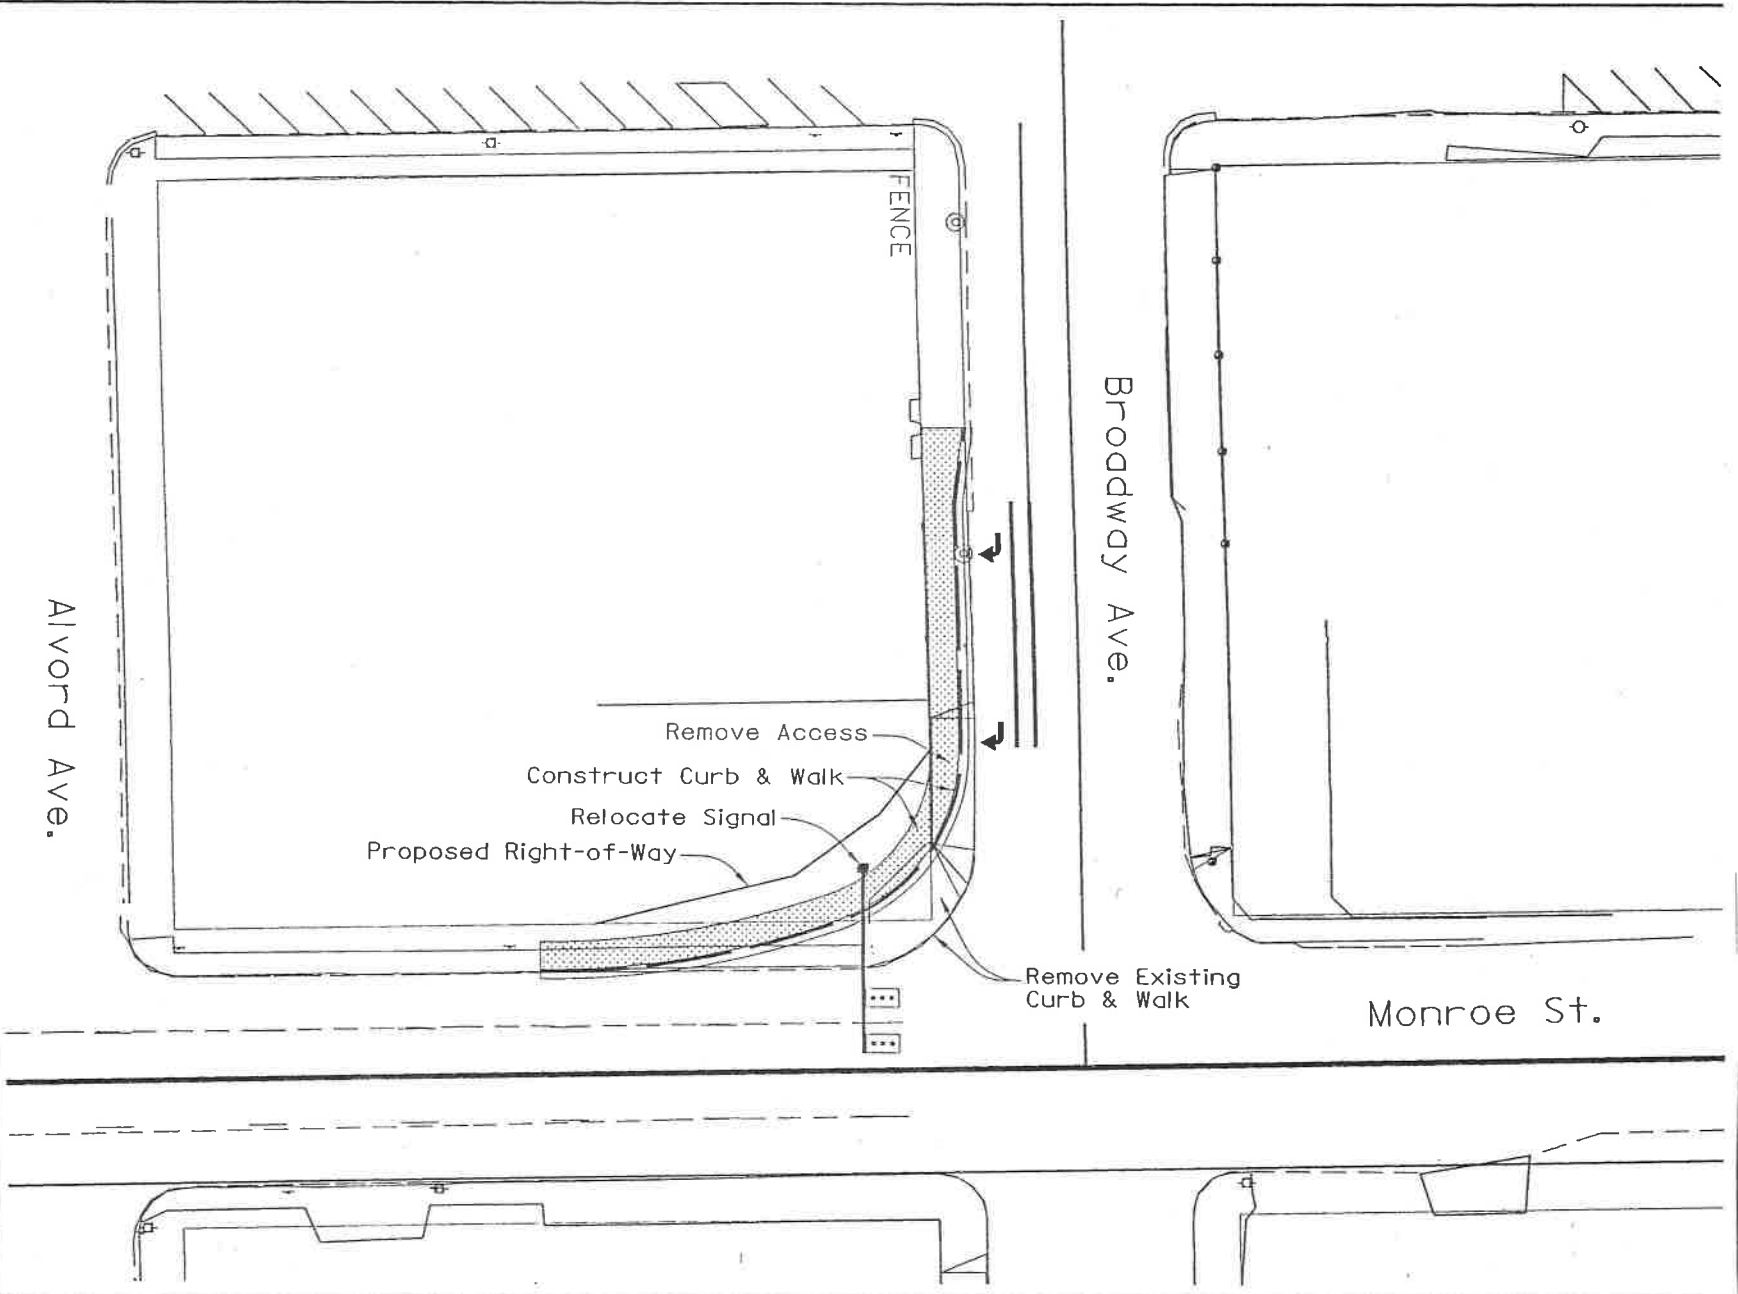 FENCE
Broadway Ave.
Alvord Ave.
Remove Access
Construct Curb & Walk
Relocate Signal
Proposed Right-of-Way
Remove Existing
Curb & Walk
Monroe St.